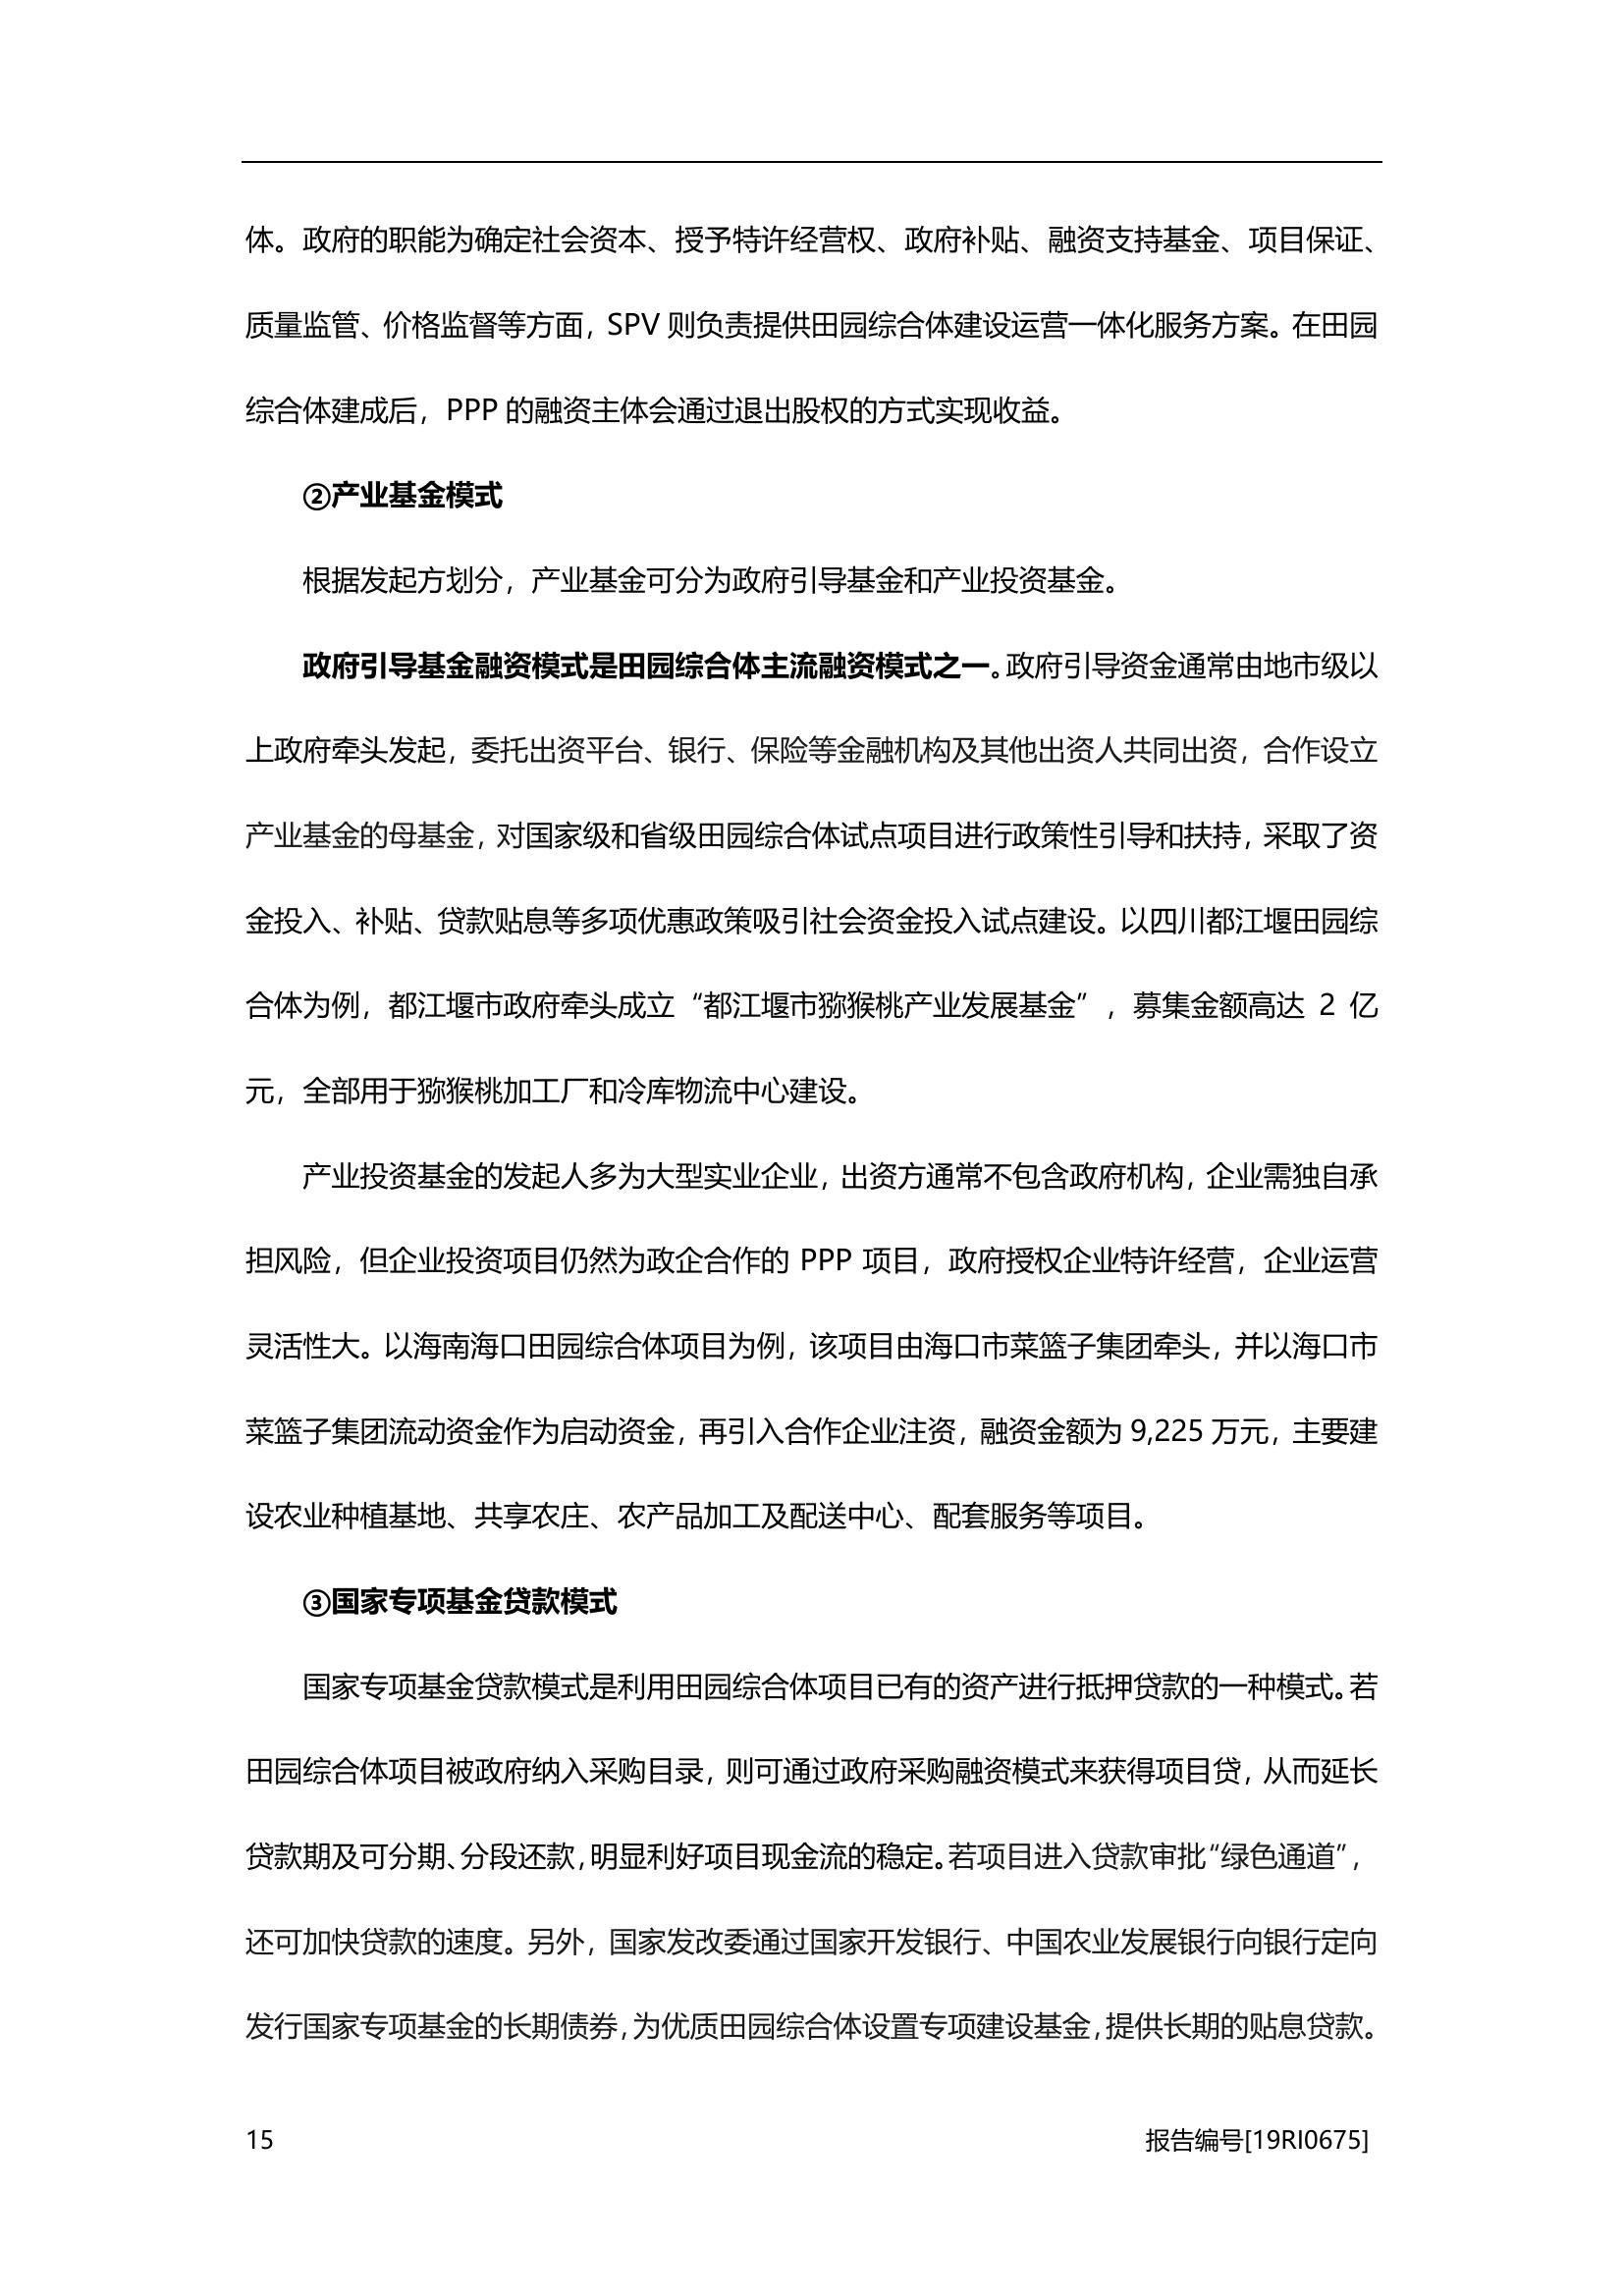 体。政府的职能为确定社会资本、授予特许经营权、政府补贴、融资支持基金、项目保证、
质量监管、价格监督等方面，SPV 则负责提供田园综合体建设运营一体化服务方案。在田园
综合体建成后，PPP 的融资主体会通过退出股权的方式实现收益。
②产业基金模式
根据发起方划分，产业基金可分为政府引导基金和产业投资基金。
政府引导基金融资模式是田园综合体主流融资模式之一。政府引导资金通常由地市级以
上政府牵头发起，委托出资平台、银行、保险等金融机构及其他出资人共同出资，合作设立
产业基金的母基金，对国家级和省级田园综合体试点项目进行政策性引导和扶持，采取了资
金投入、补贴、贷款贴息等多项优惠政策吸引社会资金投入试点建设。以四川都江堰田园综
合体为例，都江堰市政府牵头成立“都江堰市猕猴桃产业发展基金”，募集金额高达 2 亿
元，全部用于猕猴桃加工厂和冷库物流中心建设。
产业投资基金的发起人多为大型实业企业，出资方通常不包含政府机构，企业需独自承
担风险，但企业投资项目仍然为政企合作的 PPP 项目，政府授权企业特许经营，企业运营
灵活性大。以海南海口田园综合体项目为例，该项目由海口市菜篮子集团牵头，并以海口市
菜篮子集团流动资金作为启动资金，再引入合作企业注资，融资金额为 9,225 万元，主要建
设农业种植基地、共享农庄、农产品加工及配送中心、配套服务等项目。
③国家专项基金贷款模式
国家专项基金贷款模式是利用田园综合体项目已有的资产进行抵押贷款的一种模式。若
田园综合体项目被政府纳入采购目录，则可通过政府采购融资模式来获得项目贷，从而延长
贷款期及可分期、分段还款，明显利好项目现金流的稳定。若项目进入贷款审批“绿色通道”，
还可加快贷款的速度。另外，国家发改委通过国家开发银行、中国农业发展银行向银行定向
发行国家专项基金的长期债券，为优质田园综合体设置专项建设基金，提供长期的贴息贷款。
15 报告编号[19RI0675]